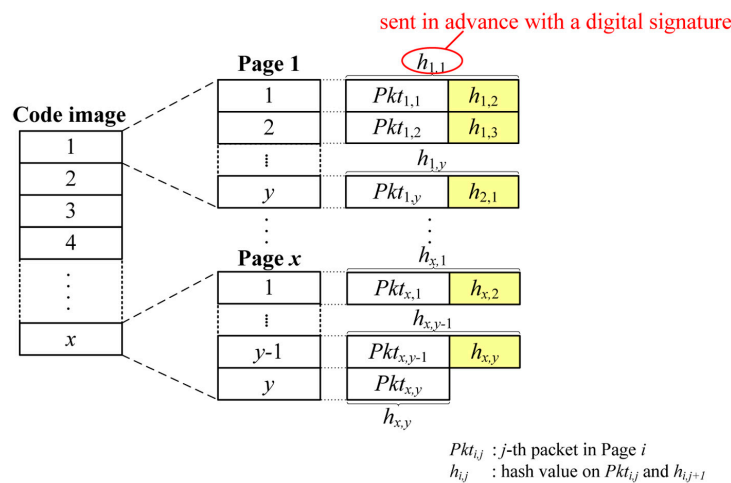 sent in advance with a digital signature
h1,1
Page 1
1 Pkt1,1 h1,2
Code image
2 Pkt1,2 h1,3
1
⋮ h1,y
2
y Pkt1,y h2,1
3
4
⋮ ⋮ ⋮
Page x hx,1
1 Pktx,1 hx,2
⋮ hx,y-1
x
y-1 Pktx,y-1 hx,y
y Pktx,y
hx,y
Pkti,j : j-th packet in Page i
hi,j : hash value on Pkti,j and hi,j+1